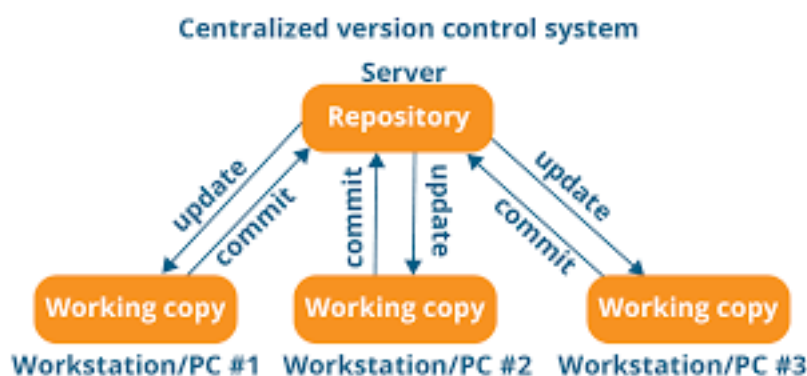 Centralized version control system
Server
Repository
update
commit
commit
update
update
commit
Working copy
Working copy
Working copy
Workstation/PC #1
Workstation/PC #2
Workstation/PC #3